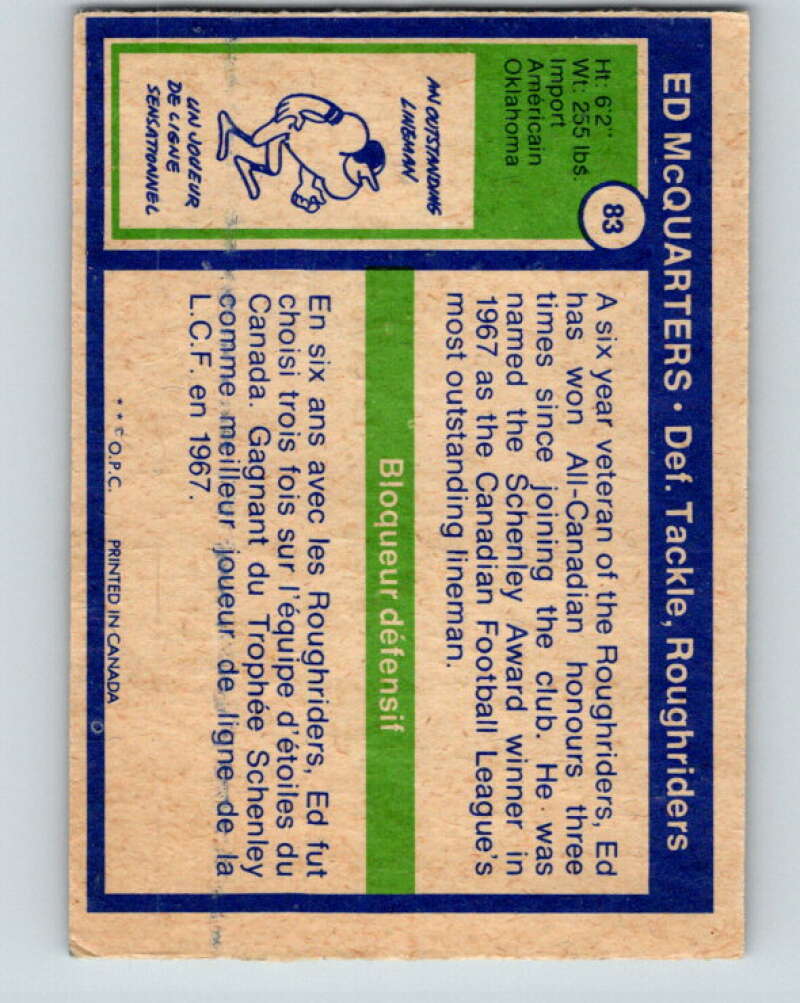 ED McQUARTERS • Def. Tackle, Roughriders
83
Ht: 6'2"
Wt: 255 lbs.
Import
Américain
Oklahoma
AN OUTSTANDING
LINEMAN
UN JOUEUR
DE LIGNE
SENSATIONNEL
A six year veteran of the Roughriders, Ed
has won All-Canadian honours three
times since joining the club. He was
named the Schenley Award winner in
1967 as the Canadian Football League's
most outstanding lineman.
Bloqueur défensif
En six ans avec les Roughriders, Ed fut
choisi trois fois sur l'équipe d'étoiles du
Canada. Gagnant du Trophée Schenley
comme meilleur joueur de ligne de la
L.C.F. en 1967.
* * © O.P.C. PRINTED IN CANADA